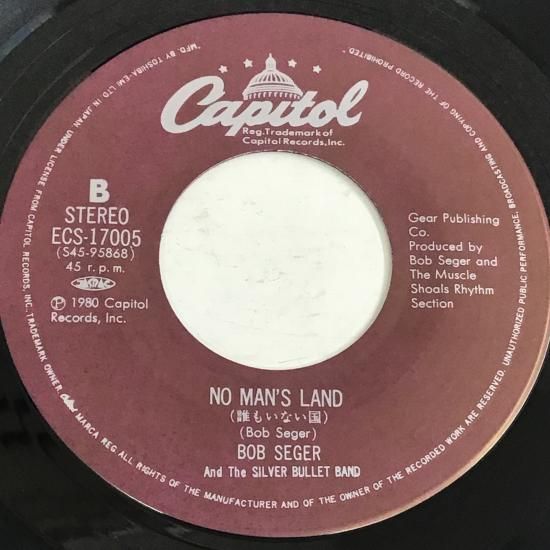 Capitol
Reg. Trademark of
Capitol Records, Inc.
B
STEREO
ECS-17005
(S45-95868)
45 r.p.m.
Ⓟ 1980 Capitol
Records, Inc.
Gear Publishing
Co.
Produced by
Bob Seger and
The Muscle
Shoals Rhythm
Section
NO MAN'S LAND
(誰もいない国)
(Bob Seger)
BOB SEGER
And The SILVER BULLET BAND
"MFD. BY TOSHIBA-EMI LTD IN JAPAN UNDER LICENSE FROM CAPITOL RECORDS, INC. TRADEMARK OWNER MARCA REG ALL RIGHTS OF THE MANUFACTURER AND OF THE OWNER OF THE RECORDED WORK ARE RESERVED. UNAUTHORIZED PUBLIC PERFORMANCE, BROADCASTING AND COPYING OF THE RECORD PROHIBITED."